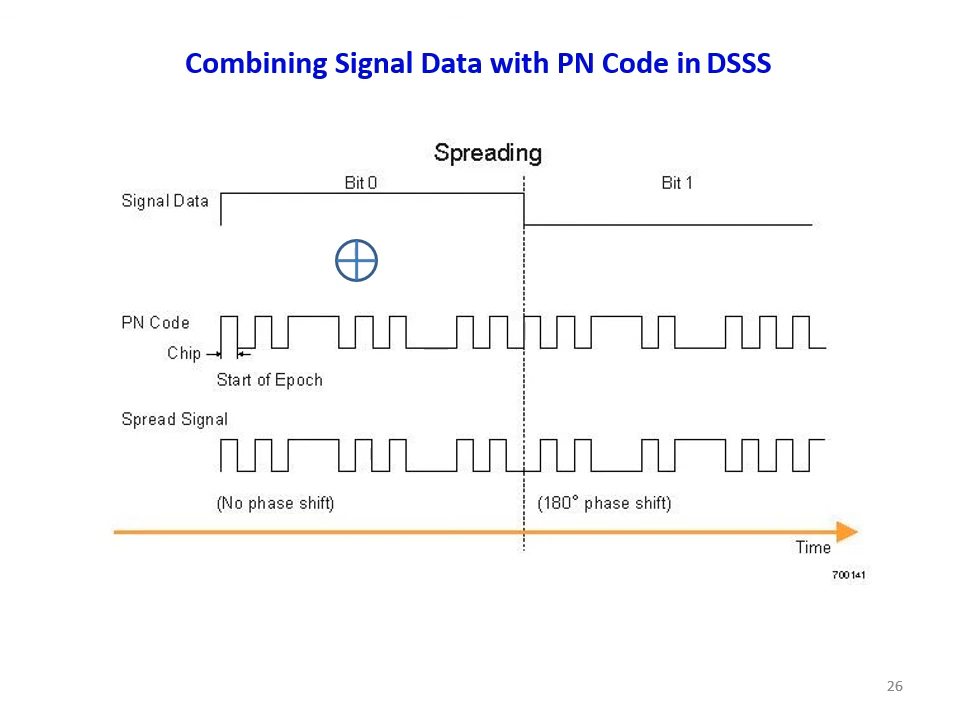 Combining Signal Data with PN Code in DSSS
Spreading
Bit 0
Bit 1
Signal Data
PN Code
Chip
Start of Epoch
Spread Signal
(No phase shift)
(180° phase shift)
Time
700141
26